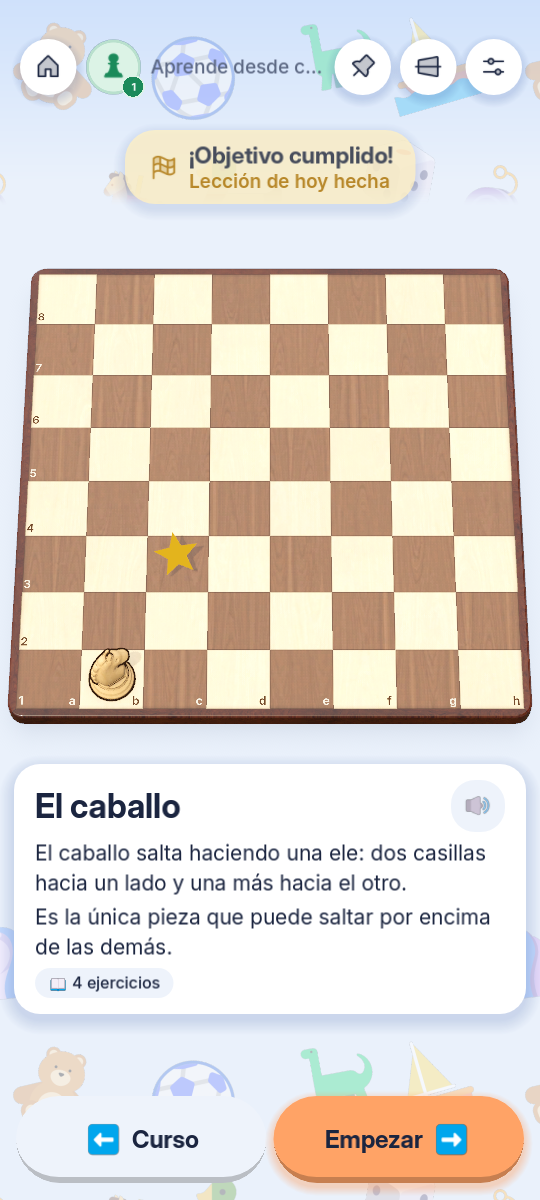 1
Aprende desde c...
¡Objetivo cumplido!
Lección de hoy hecha
8
7
6
5
4
3
2
1 a b c d e f g h
El caballo
El caballo salta haciendo una ele: dos casillas
hacia un lado y una más hacia el otro.
Es la única pieza que puede saltar por encima
de las demás.
4 ejercicios
Curso
Empezar